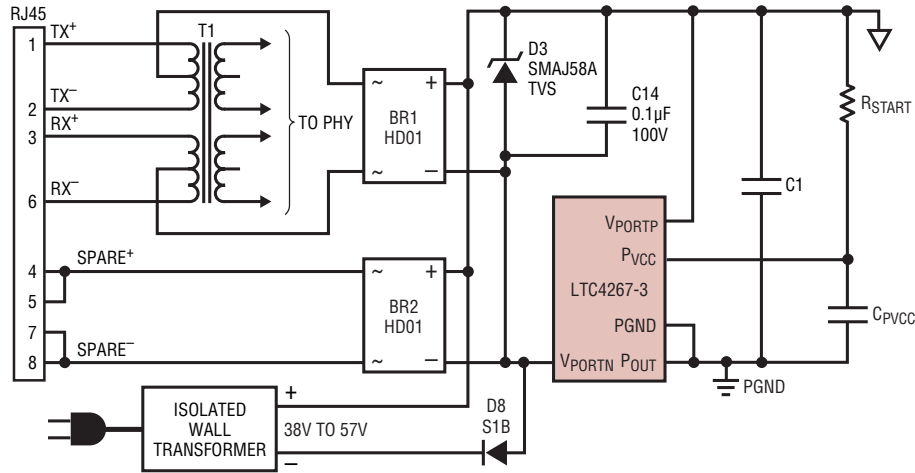 RJ45
1 TX+
T1
2 TX–
3 RX+
6 RX–
TO PHY
~ +
BR1
HD01
~ –
D3
SMAJ58A
TVS
C14
0.1µF
100V
RSTART
C1
VPORTP
PVCC
LTC4267-3
PGND
VPORTN POUT
CPVCC
PGND
4 SPARE+
5
7
8 SPARE–
~ +
BR2
HD01
~ –
ISOLATED
WALL
TRANSFORMER
+
38V TO 57V
–
D8
S1B